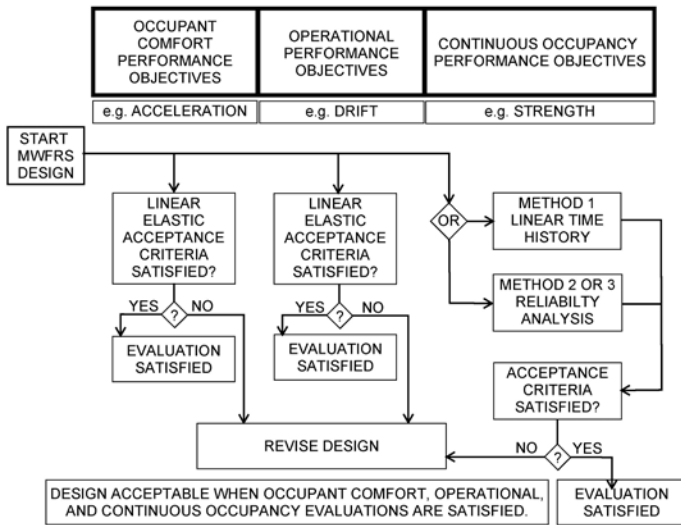 OCCUPANT
COMFORT
PERFORMANCE
OBJECTIVES
OPERATIONAL
PERFORMANCE
OBJECTIVES
CONTINUOUS OCCUPANCY
PERFORMANCE OBJECTIVES
e.g. ACCELERATION
e.g. DRIFT
e.g. STRENGTH
START
MWFRS
DESIGN
LINEAR
ELASTIC
ACCEPTANCE
CRITERIA
SATISFIED?
LINEAR
ELASTIC
ACCEPTANCE
CRITERIA
SATISFIED?
OR
METHOD 1
LINEAR TIME
HISTORY
METHOD 2 OR 3
RELIABILTY
ANALYSIS
YES
?
NO
YES
?
NO
EVALUATION
SATISFIED
EVALUATION
SATISFIED
ACCEPTANCE
CRITERIA
SATISFIED?
REVISE DESIGN
NO
?
YES
DESIGN ACCEPTABLE WHEN OCCUPANT COMFORT, OPERATIONAL,
AND CONTINUOUS OCCUPANCY EVALUATIONS ARE SATISFIED.
EVALUATION
SATISFIED